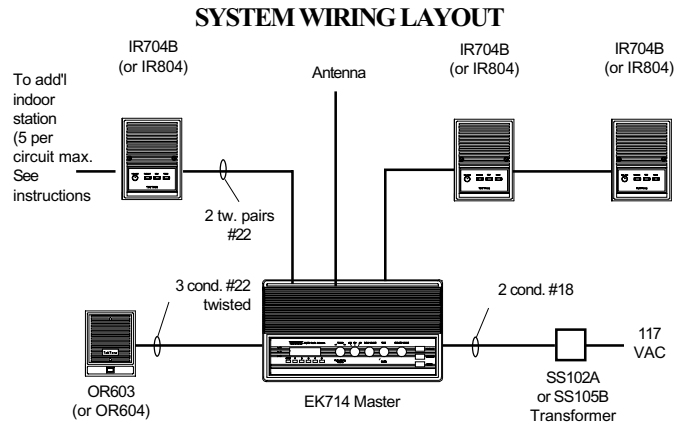 SYSTEM WIRING LAYOUT
IR704B
(or IR804)
To add'l
indoor
station
(5 per
circuit max.
See
instructions
Antenna
IR704B
(or IR804)
IR704B
(or IR804)
2 tw. pairs
#22
3 cond. #22
twisted
2 cond. #18
117
VAC
OR603
(or OR604)
EK714 Master
SS102A
or SS105B
Transformer